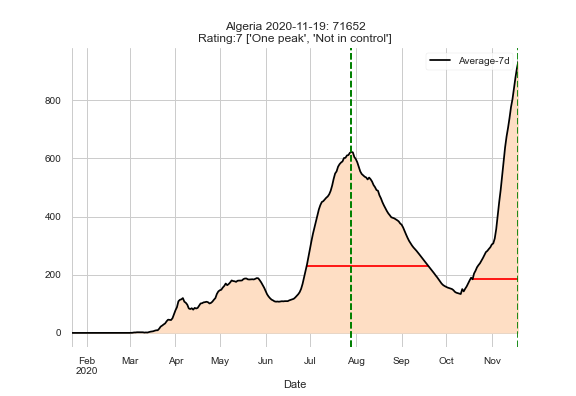 Algeria 2020-11-19: 71652
Rating:7 ['One peak', 'Not in control']
Average-7d
800
600
400
200
0
Feb Mar Apr May Jun Jul Aug Sep Oct Nov
2020
Date